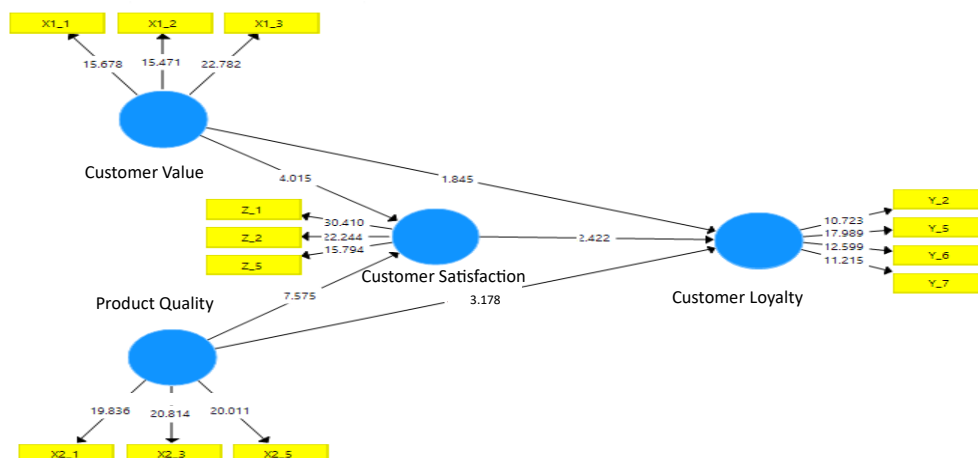 X1_1 X1_2 X1_3
15.678 15.471 22.782
Customer Value
4.015 1.845
Z_1 30.410
Z_2 22.244
Z_5 15.794
2.422
Customer Satisfaction
Y_2 10.723
Y_5 17.989
Y_6 12.599
Y_7 11.215
Customer Loyalty
Product Quality
7.575 3.178
19.836 20.814 20.011
X2_1 X2_3 X2_5